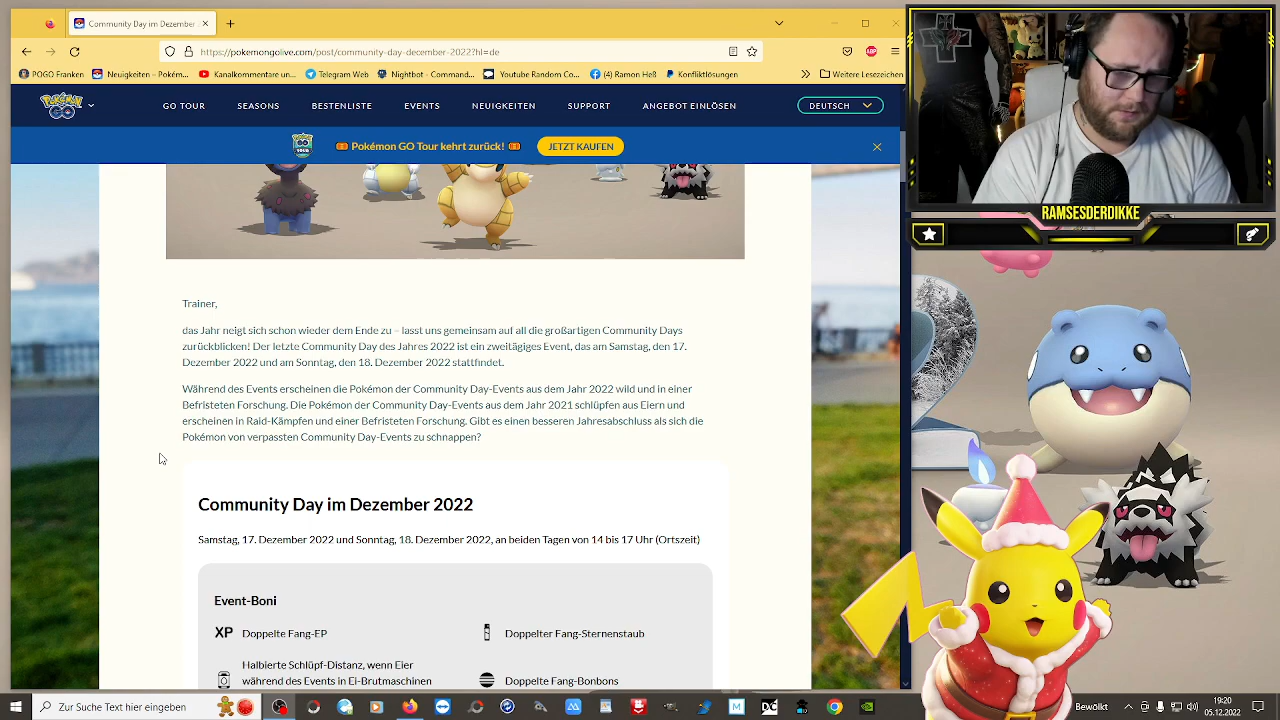 Community Day im Dezember
https://pokemongolive.com/post/community-day-december-2022?hl=de
POGO Franken
Neuigkeiten – Pokém...
Kanalkommentare un...
Telegram Web
Nightbot - Comman...
Youtube Random Co...
(4) Ramon Heß
Konfliktlösungen
Weitere Lesezeichen
POKÉMON GO
GO TOUR
SEASONS
BESTENLISTE
EVENTS
NEUIGKEITEN
SUPPORT
ANGEBOT EINLÖSEN
DEUTSCH
Pokémon GO Tour kehrt zurück!
JETZT KAUFEN
RAMSESDERDIKKE
Trainer,
das Jahr neigt sich schon wieder dem Ende zu – lasst uns gemeinsam auf all die großartigen Community Days
zurückblicken! Der letzte Community Day des Jahres 2022 ist ein zweitägiges Event, das am Samstag, den 17.
Dezember 2022 und am Sonntag, den 18. Dezember 2022 stattfindet.
Während des Events erscheinen die Pokémon der Community Day-Events aus dem Jahr 2022 wild und in einer
Befristeten Forschung. Die Pokémon der Community Day-Events aus dem Jahr 2021 schlüpfen aus Eiern und
erscheinen in Raid-Kämpfen und einer Befristeten Forschung. Gibt es einen besseren Jahresabschluss als sich die
Pokémon von verpassten Community Day-Events zu schnappen?
Community Day im Dezember 2022
Samstag, 17. Dezember 2022 und Sonntag, 18. Dezember 2022, an beiden Tagen von 14 bis 17 Uhr (Ortszeit)
Event-Boni
XP Doppelte Fang-EP
Doppelter Fang-Sternenstaub
Halbierte Schlüpf-Distanz, wenn Eier
während des Events in Ei-Brutmaschinen
Doppelte Fang-Bonbons
Zur Suche Text hier eingeben
Bewölkt
19:20
05.12.2022